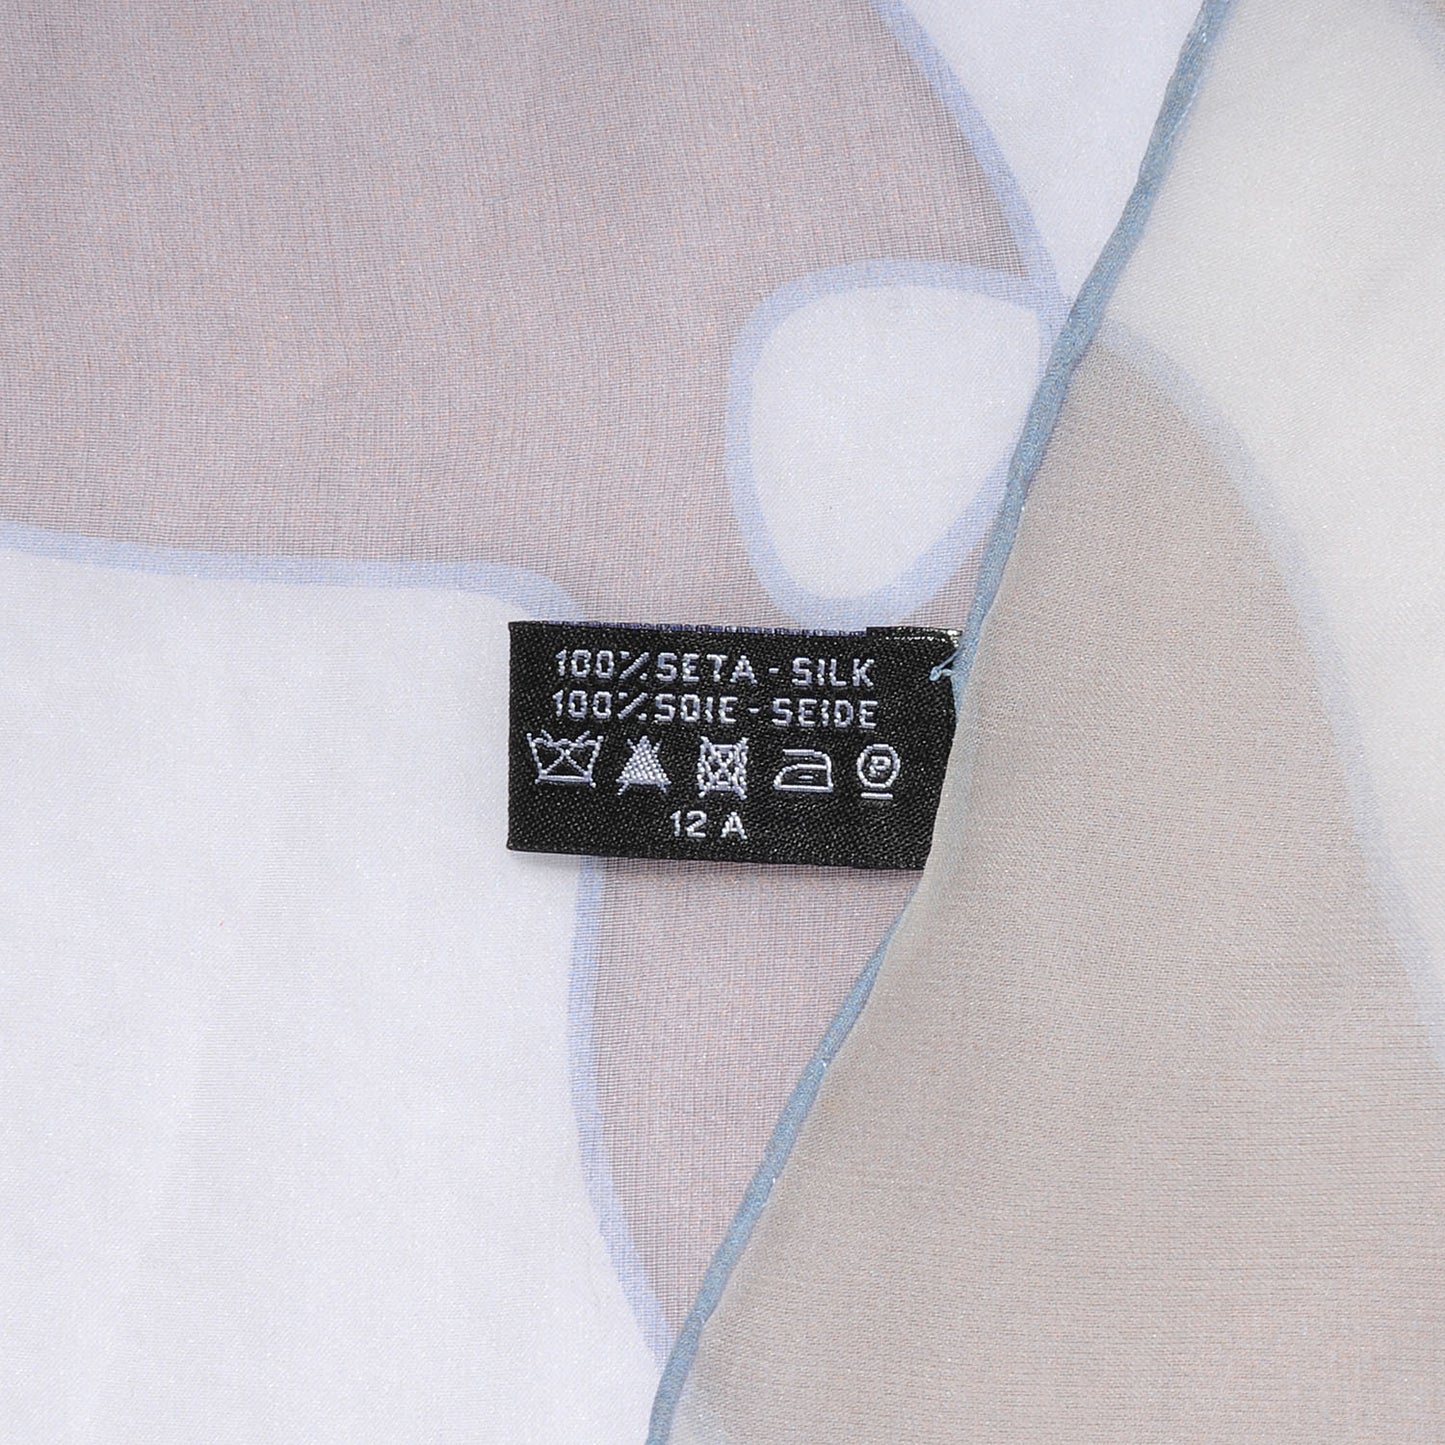 100% SETA - SILK
100% SOIE - SEIDE
P
12 A